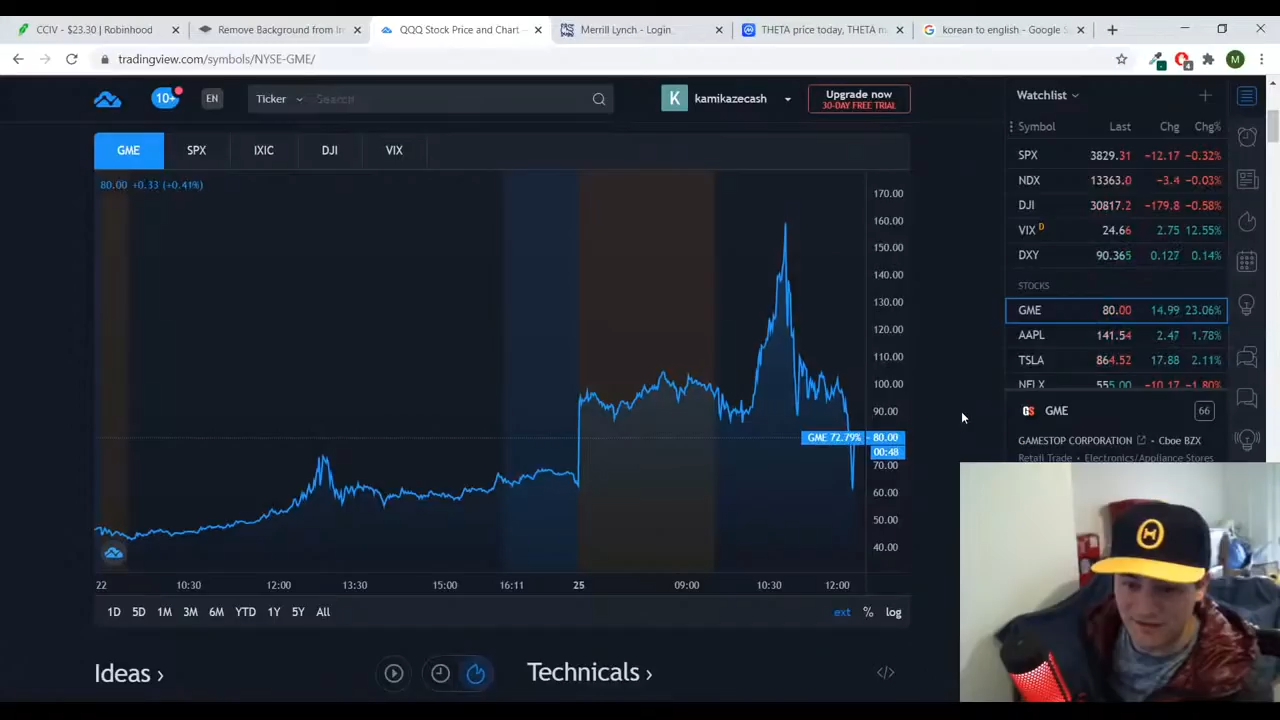 CCIV - $23.30 | Robinhood
Remove Background from Im
QQQ Stock Price and Chart —
Merrill Lynch - Login
THETA price today, THETA m
korean to english - Google S
tradingview.com/symbols/NYSE-GME/
4
M
10+
EN
Ticker
Search
K
kamikazecash
Upgrade now
30-DAY FREE TRIAL
GME
SPX
IXIC
DJI
VIX
80.00 +0.33 (+0.41%)
170.00
160.00
150.00
140.00
130.00
120.00
110.00
100.00
90.00
GME 72.79% 80.00
00:48
70.00
60.00
50.00
40.00
22 10:30 12:00 13:30 15:00 16:11 25 09:00 10:30 12:00
1D 5D 1M 3M 6M YTD 1Y 5Y All
ext % log
Ideas ›
Technicals ›
Watchlist
Symbol Last Chg Chg%
SPX 3829.31 −12.17 −0.32%
NDX 13363.0 −3.4 −0.03%
DJI 30817.2 −179.8 −0.58%
VIX D 24.66 2.75 12.55%
DXY 90.365 0.127 0.14%
STOCKS
GME 80.00 14.99 23.06%
AAPL 141.54 2.47 1.78%
TSLA 864.52 17.88 2.11%
NFLX 555.00 −10.17 −1.80%
GS GME 66
GAMESTOP CORPORATION • Cboe BZX
Retail Trade • Electronics/Appliance Stores